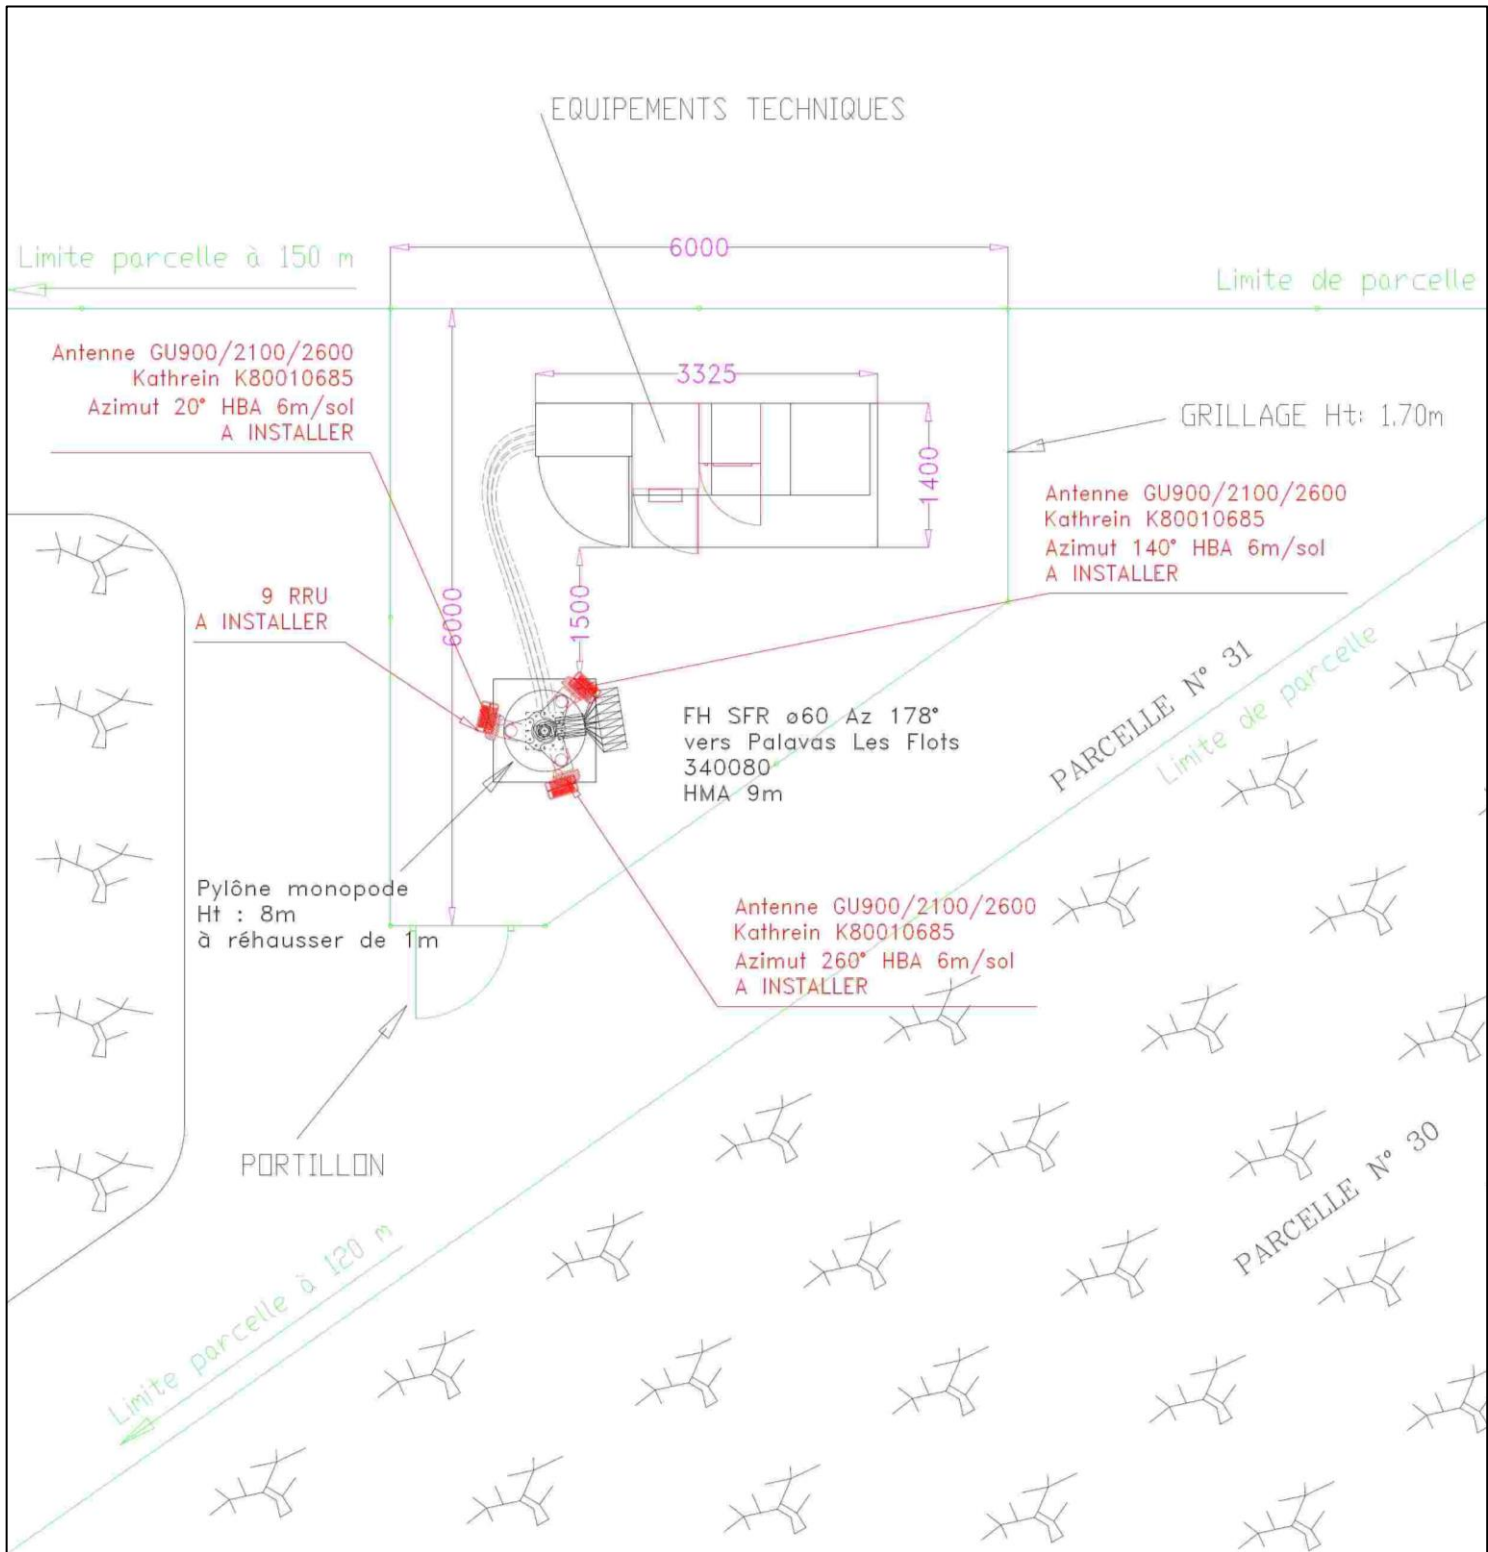 EQUIPEMENTS TECHNIQUES
6000
Limite parcelle à 150 m
Limite de parcelle
Antenne GU900/2100/2600
Kathrein K80010685
Azimut 20° HBA 6m/sol
A INSTALLER
3325
GRILLAGE Ht: 1.70m
1400
Antenne GU900/2100/2600
Kathrein K80010685
Azimut 140° HBA 6m/sol
A INSTALLER
9 RRU
A INSTALLER
6000
1500
PARCELLE N° 31
Limite de parcelle
FH SFR ø60 Az 178°
vers Palavas Les Flots
340080
HMA 9m
Pylône monopode
Ht : 8m
à réhausser de 1m
Antenne GU900/2100/2600
Kathrein K80010685
Azimut 260° HBA 6m/sol
A INSTALLER
PORTILLON
PARCELLE N° 30
Limite parcelle à 120 m